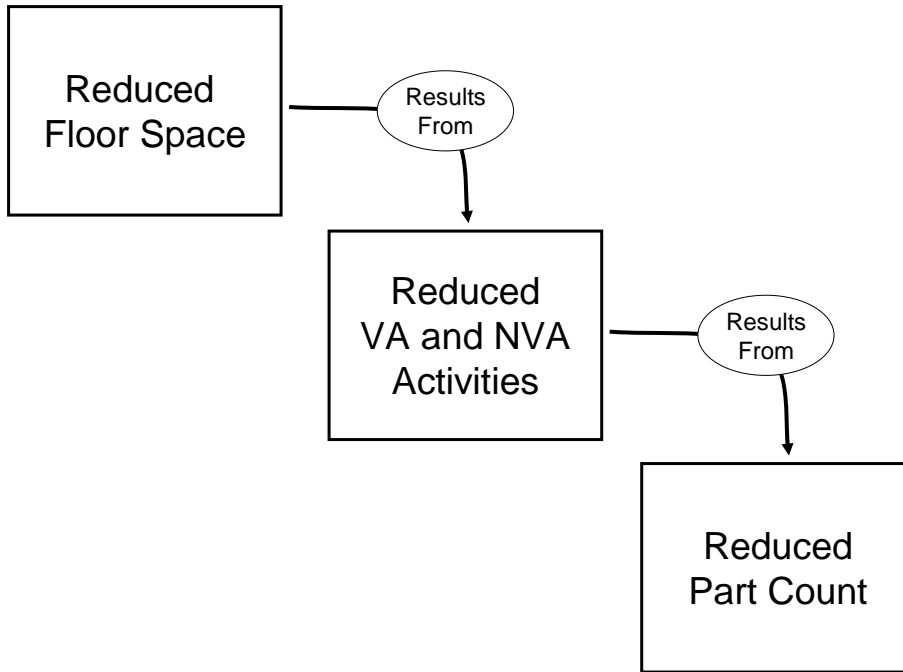 Reduced
Floor Space
Results
From
Reduced
VA and NVA
Activities
Results
From
Reduced
Part Count